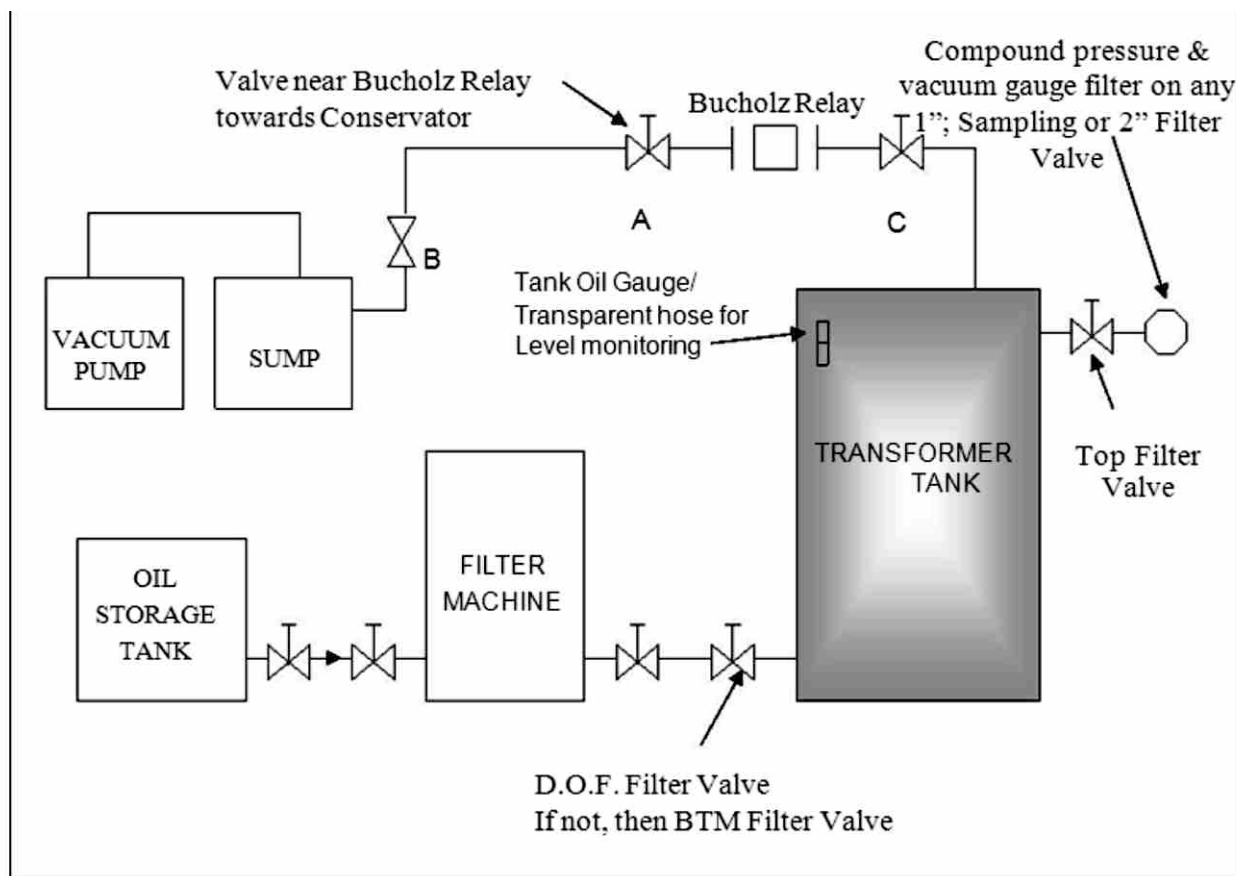 Compound pressure &
vacuum gauge filter on any
1”; Sampling or 2” Filter
Valve
Valve near Bucholz Relay
towards Conservator
Bucholz Relay
A
C
B
Tank Oil Gauge/
Transparent hose for
Level monitoring
VACUUM
PUMP
SUMP
TRANSFORMER
TANK
Top Filter
Valve
OIL
STORAGE
TANK
FILTER
MACHINE
D.O.F. Filter Valve
If not, then BTM Filter Valve